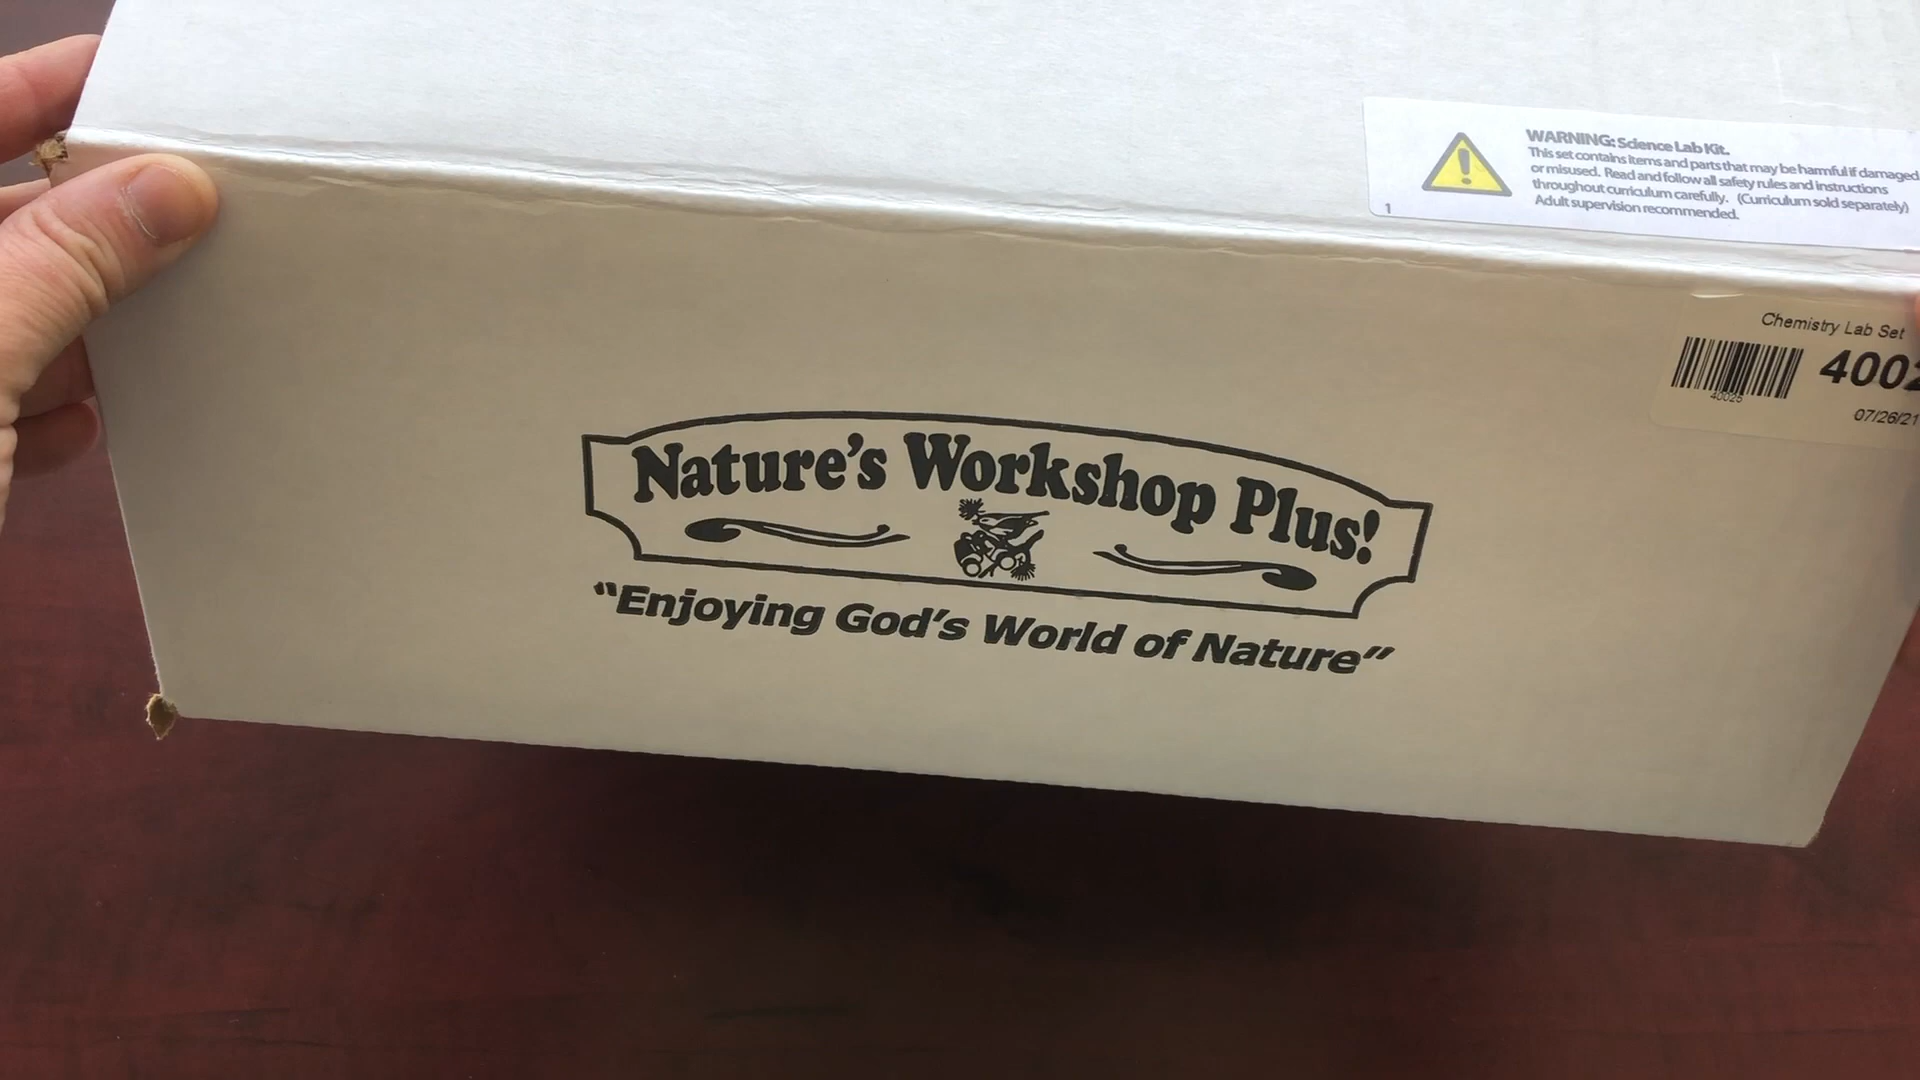 WARNING: Science Lab Kit.
This set contains items and parts that may be harmful if damaged
or misused. Read and follow all safety rules and instructions
throughout curriculum carefully. (Curriculum sold separately)
Adult supervision recommended.
1
Chemistry Lab Set
4002
40025
07/26/21
Nature's Workshop Plus!
"Enjoying God's World of Nature"